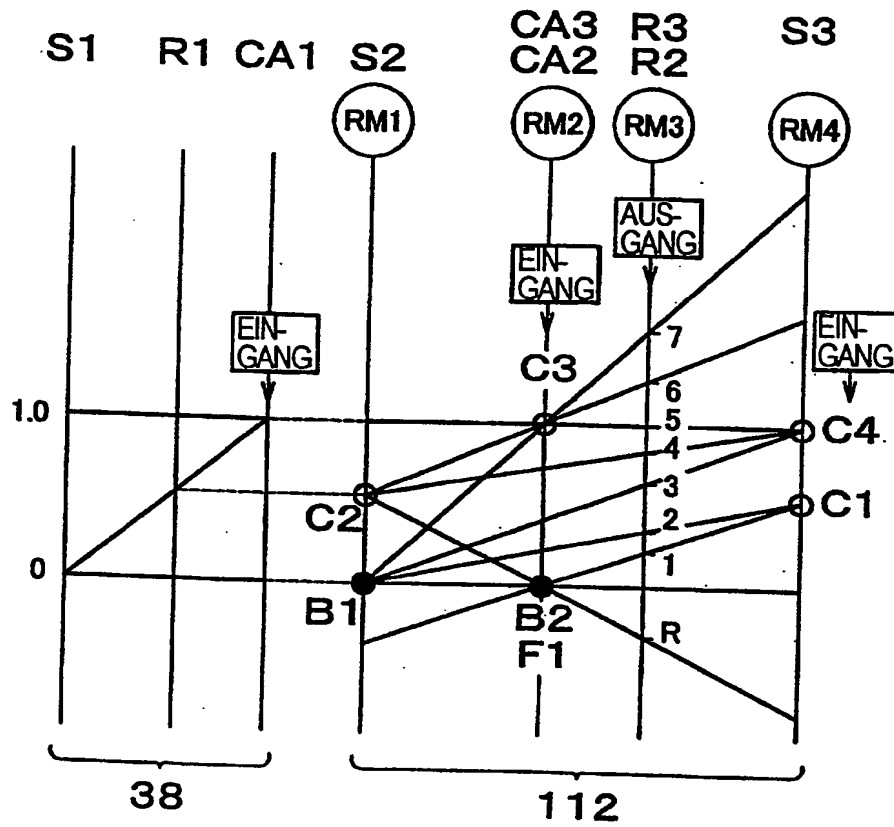 S1 R1 CA1 S2 CA3 R3 S3
CA2 R2
RM1 RM2 RM3 RM4
AUS-
GANG
EIN-
GANG
EIN-
GANG
EIN-
GANG
7
C3
6
1.0
5
C4
4
3
C2
2
C1
0
1
B1
B2
R
F1
38
112